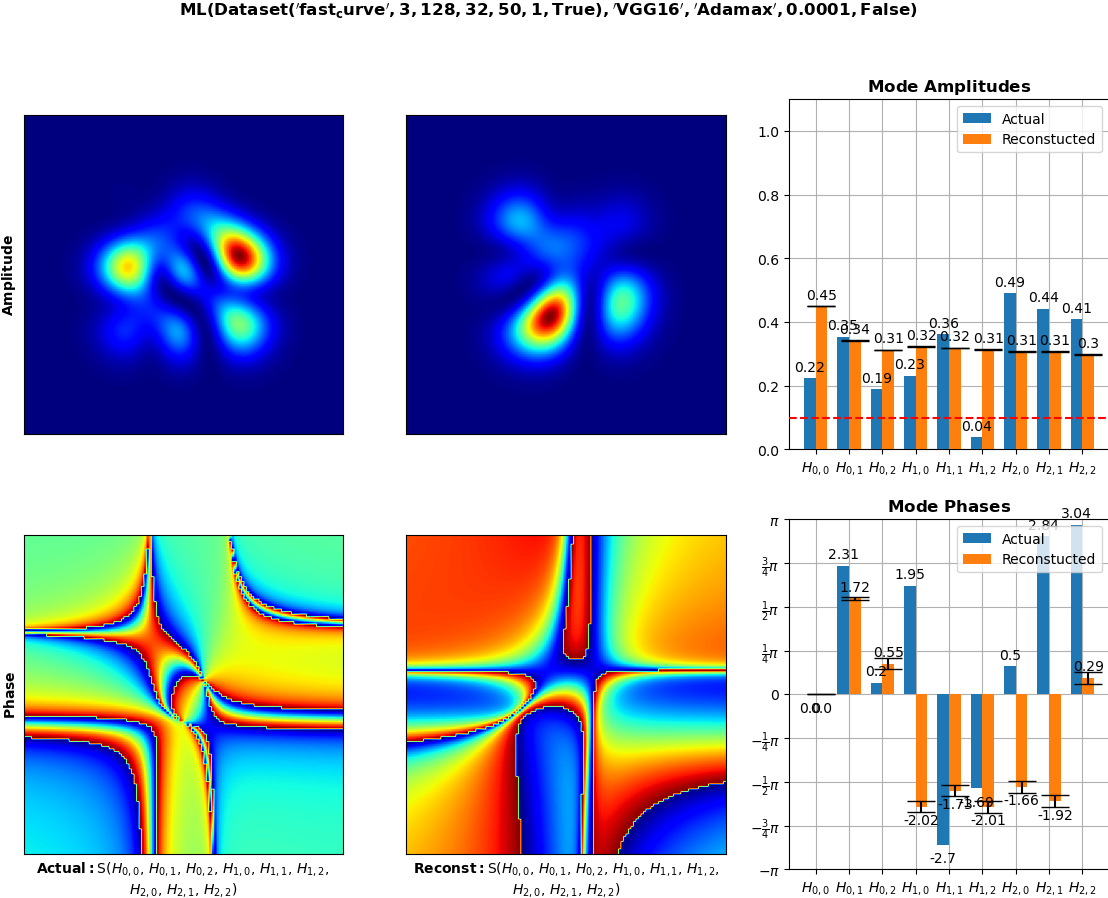 ML(Dataset(′fast_curve′, 3, 128, 32, 50, 1, True), ′VGG16′, ′Adamax′, 0.0001, False)
Amplitude
Mode Amplitudes
Actual
Reconstucted
1.0
0.8
0.6
0.4
0.2
0.0
0.22
0.45
0.35
0.34
0.19
0.31
0.23
0.32
0.36
0.32
0.04
0.31
0.49
0.31
0.44
0.31
0.41
0.3
H0,0 H0,1 H0,2 H1,0 H1,1 H1,2 H2,0 H2,1 H2,2
Phase
Actual: S(H0,0, H0,1, H0,2, H1,0, H1,1, H1,2,
H2,0, H2,1, H2,2)
Reconst: S(H0,0, H0,1, H0,2, H1,0, H1,1, H1,2,
H2,0, H2,1, H2,2)
Mode Phases
Actual
Reconstucted
π
3/4π
1/2π
1/4π
0
−1/4π
−1/2π
−3/4π
−π
0.0
0.0
2.31
1.72
0.2
0.55
1.95
-2.02
-2.7
-1.73
-1.69
-2.01
0.5
-1.66
2.84
-1.92
3.04
0.29
H0,0 H0,1 H0,2 H1,0 H1,1 H1,2 H2,0 H2,1 H2,2